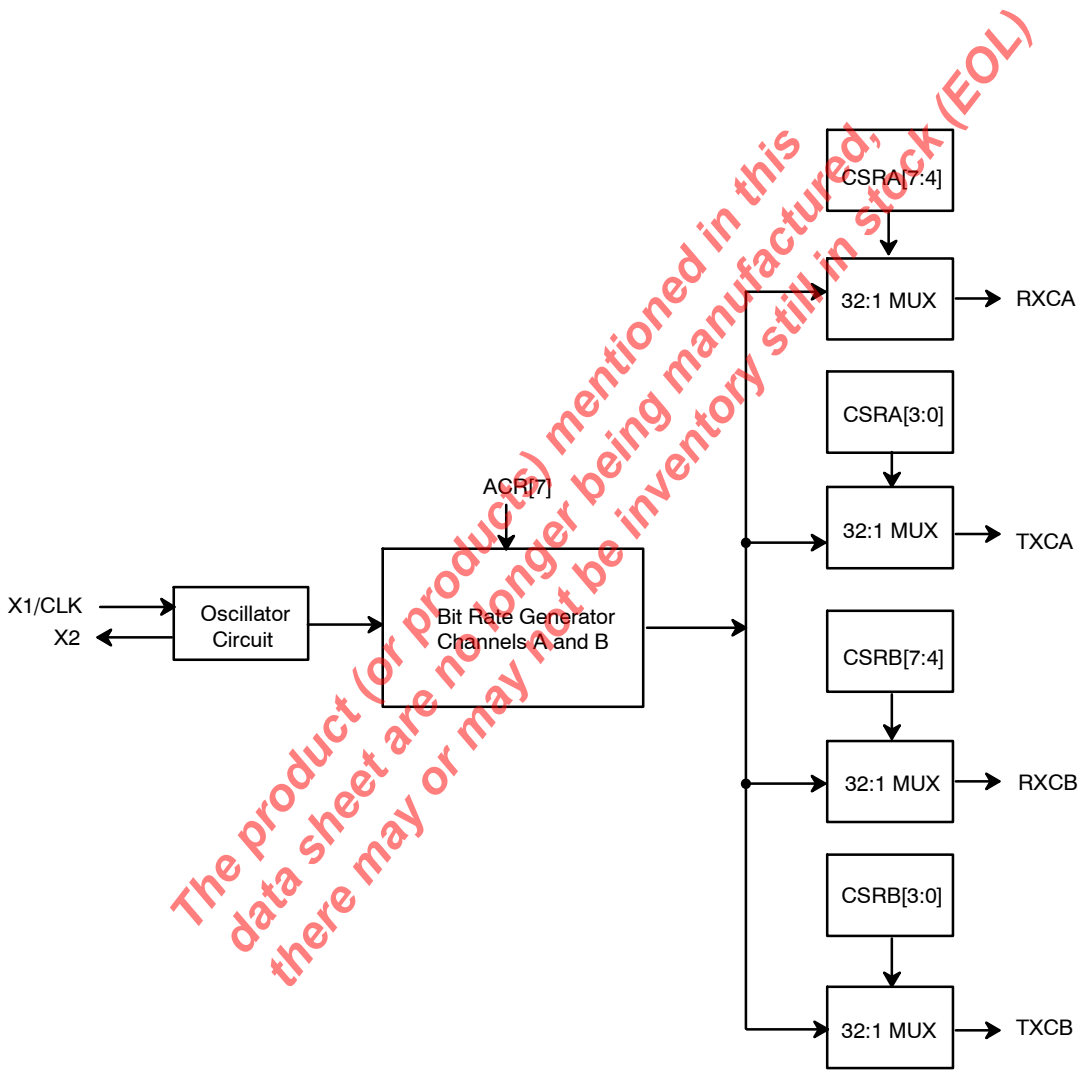 CSRA[7:4]
32:1 MUX
RXCA
CSRA[3:0]
32:1 MUX
TXCA
ACR[7]
X1/CLK
X2
Oscillator
Circuit
Bit Rate Generator
Channels A and B
CSRB[7:4]
32:1 MUX
RXCB
CSRB[3:0]
32:1 MUX
TXCB
The product (or products) mentioned in this
data sheet are no longer being manufactured,
there may or may not be inventory still in stock (EOL)